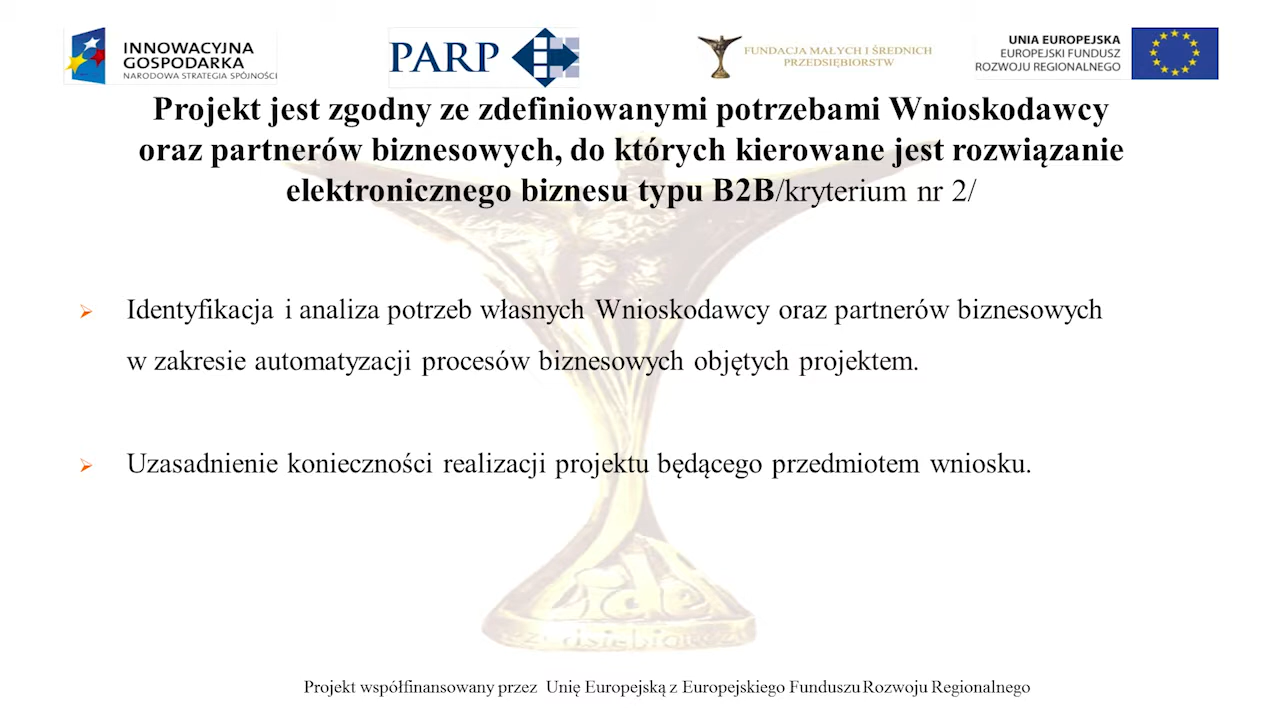 INNOWACYJNA
GOSPODARKA
NARODOWA STRATEGIA SPÓJNOŚCI
PARP
FUNDACJA MAŁYCH I ŚREDNICH
PRZEDSIĘBIORSTW
UNIA EUROPEJSKA
EUROPEJSKI FUNDUSZ
ROZWOJU REGIONALNEGO
Projekt jest zgodny ze zdefiniowanymi potrzebami Wnioskodawcy
oraz partnerów biznesowych, do których kierowane jest rozwiązanie
elektronicznego biznesu typu B2B/kryterium nr 2/
Identyfikacja i analiza potrzeb własnych Wnioskodawcy oraz partnerów biznesowych
w zakresie automatyzacji procesów biznesowych objętych projektem.
Uzasadnienie konieczności realizacji projektu będącego przedmiotem wniosku.
Projekt współfinansowany przez Unię Europejską z Europejskiego Funduszu Rozwoju Regionalnego